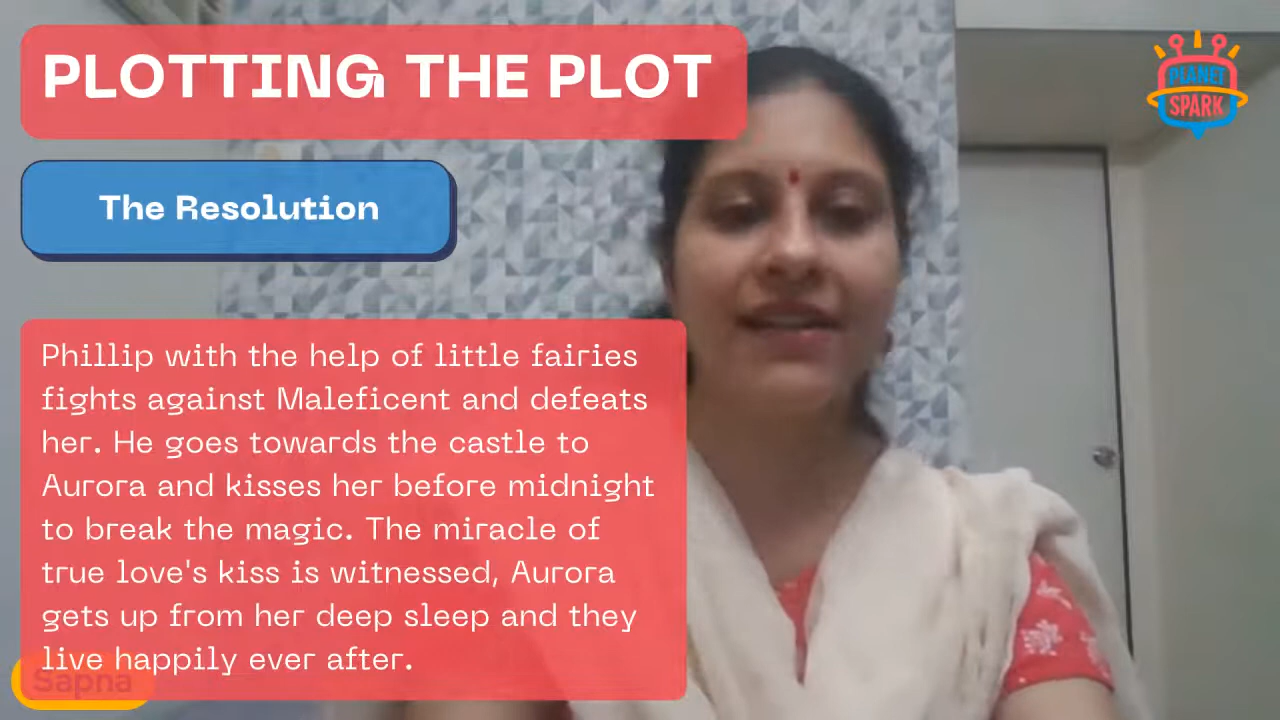 PLOTTING THE PLOT
PLANET
SPARK
The Resolution
Phillip with the help of little fairies
fights against Maleficent and defeats
her. He goes towards the castle to
Aurora and kisses her before midnight
to break the magic. The miracle of
true love's kiss is witnessed, Aurora
gets up from her deep sleep and they
live happily ever after.
Sapna